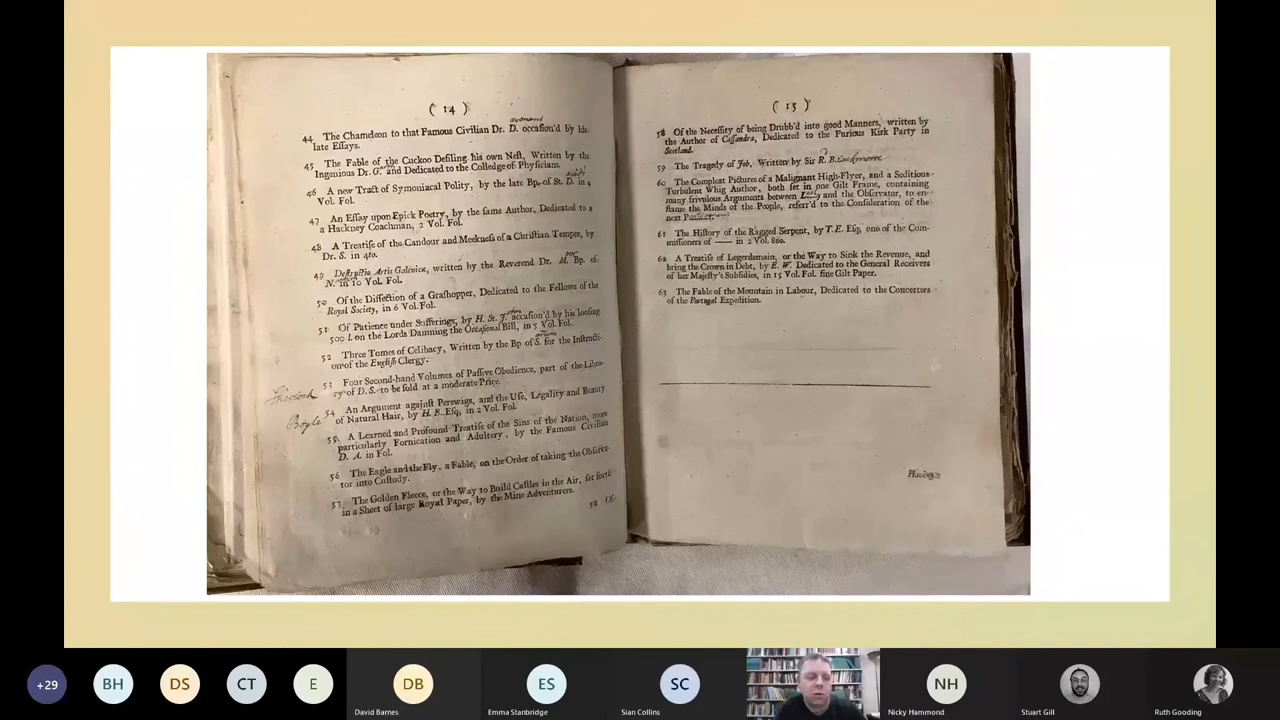 ( 14 )
44 The Chameleon to that Famous Civilian Dr. D. occasion'd by his
late Essays.
45 The Fable of the Cuckoo Defiling his own Nest, Written by the
Ingenious Dr. G. and Dedicated to the Colledge of Physicians.
46 A new Tract of Symoniacal Polity, by the late Bp. of St. D. in 4
Vol. Fol.
47 An Essay upon Epick Poetry, by the same Author, Dedicated to a
Hackney Coachman, 2 Vol. Fol.
48 A Treatise of the Candour and Meekness of a Christian Temper, by
Dr. S. in 4to.
49 Destructio Artis Galenicæ, written by the Reverend Dr. M. Bp. of
N. in 10 Vol. Fol.
50 Of the Dissection of a Grashopper, Dedicated to the Fellows of the
Royal Society, in 6 Vol. Fol.
51 Of Patience under Sufferings, by H. St. J. occasion'd by his loosing
500 l. on the Lords Damning the Occasional Bill, in 5 Vol. Fol.
52 Three Tomes of Celibacy, Written by the Bp. of S. for the Instructi-
on of the English Clergy.
Sherlock 53 Four Second-hand Volumes of Passive Obedience, part of the Libra-
ry of D. S. to be sold at a moderate Price.
Boyle 54 An Argument against Perewigs, and the Use, Legality and Beauty
of Natural Hair, by H. B. Esq; in 2 Vol. Fol.
55 A Learned and Profound Treatise of the Sins of the Nation, more
particularly Fornication and Adultery, by the Famous Civilian
D. A. in Fol.
56 The Eagle and the Fly, a Fable, on the Order of taking the Observa-
tor into Custody.
57 The Golden Fleece, or the Way to Build Castles in the Air, set forth
in a Sheet of large Royal Paper, by the Mine Adventurers.
58 Of
( 15 )
58 Of the Necessity of being Drubb'd into good Manners, written by
the Author of Cassandra, Dedicated to the Furious Kirk Party in
Scotland.
59 The Tragedy of Job, Written by Sir R. B.
60 The Compleat Pictures of a Malignant High-Flyer, and a Seditious
Turbulent Whig Author, both set in one Gilt Frame, containing
many frivulous Arguments between and the Observator, to en-
flame the Minds of the People, referr'd to the Consideration of the
next
61 The History of the Ragged Serpent, by T. E. Esq; one of the Com-
missioners of —— in 2 Vol. 8vo.
62 A Treatise of Legerdemain, or the Way to Sink the Revenue, and
bring the Crown in Debt, by E. W. Dedicated to the General Receivers
of her Majesty's Subsidies, in 15 Vol. Fol. fine Gilt Paper.
63 The Fable of the Mountain in Labour, Dedicated to the Concerters
of the Portugal Expedition.
Having
+29
BH
DS
CT
E
DB
David Barnes
ES
Emma Stanbridge
SC
Sian Collins
NH
Nicky Hammond
Stuart Gill
Ruth Gooding